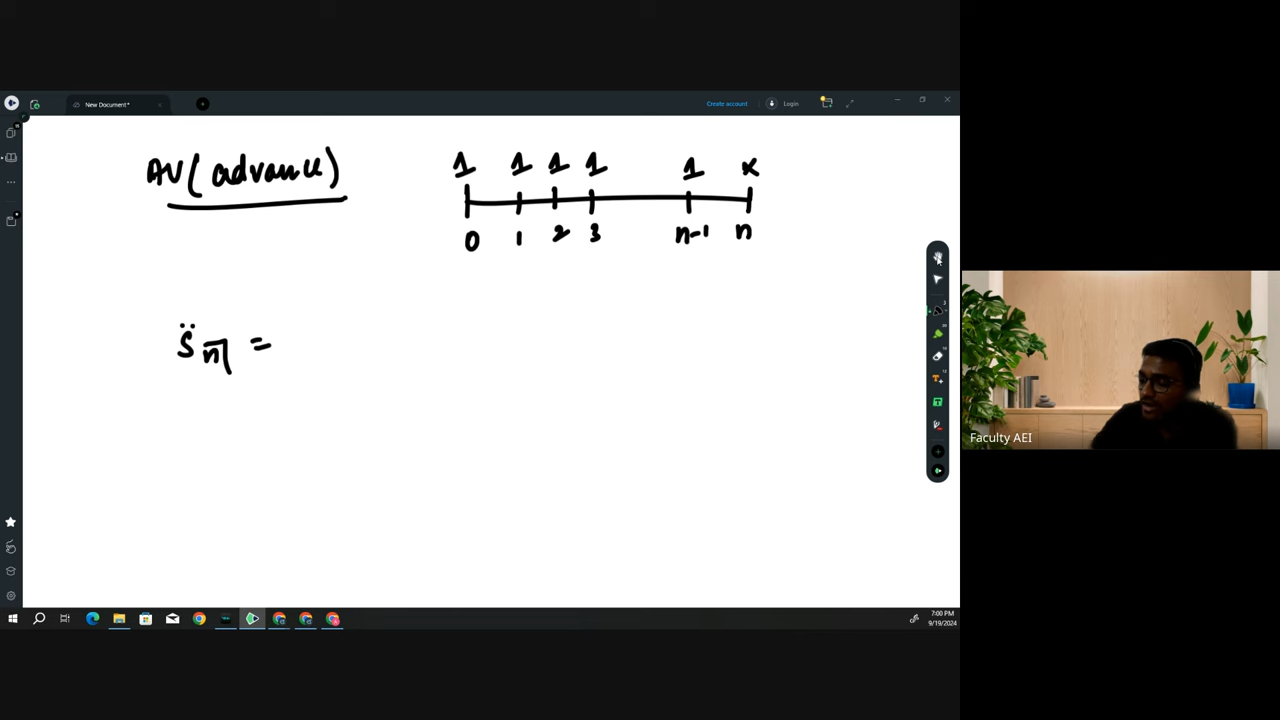 New Document*
Create account
Login
AV(advance)
1 1 1 1 1 x
0 1 2 3 n-1 n
s̈n̅| =
Faculty AEI
7:00 PM
9/19/2024